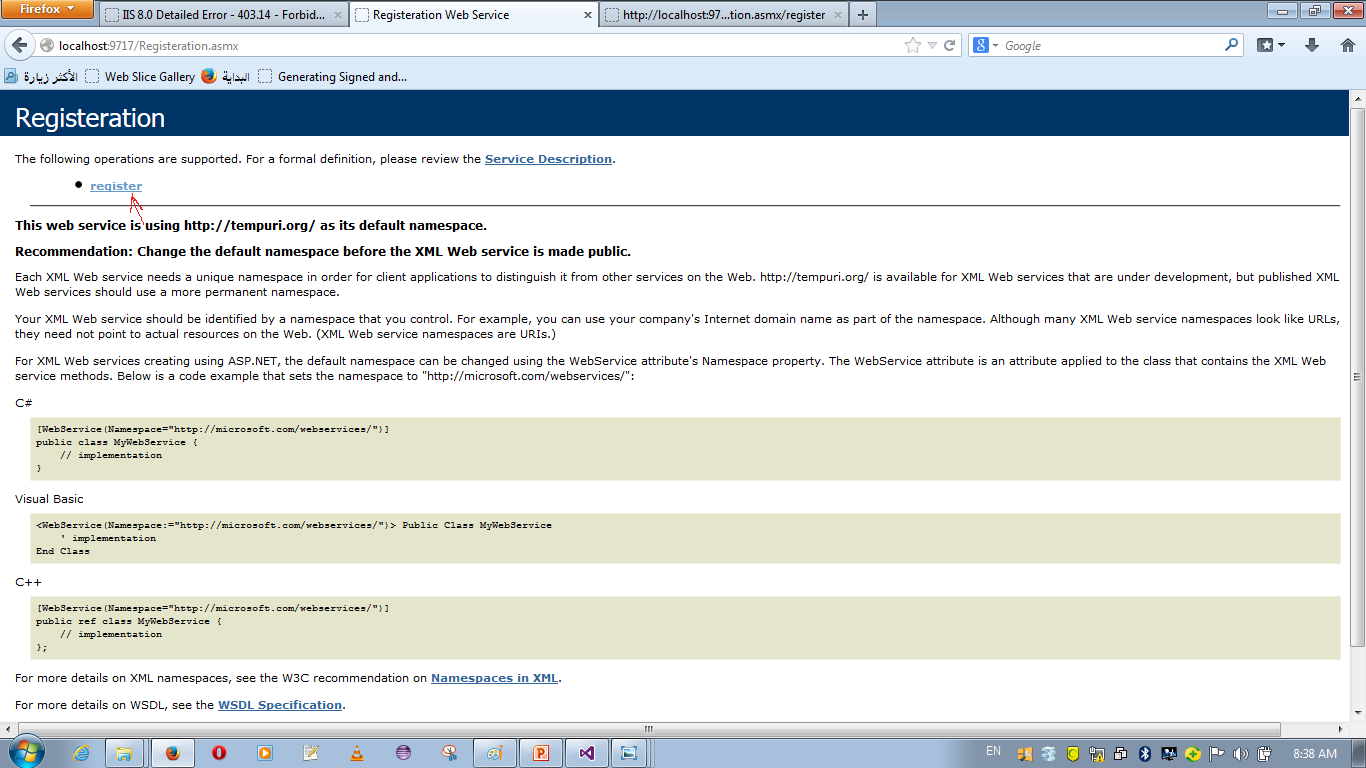 Firefox
IIS 8.0 Detailed Error - 403.14 - Forbid...
Registeration Web Service
http://localhost:97...tion.asmx/register
localhost:9717/Registeration.asmx
Google
الأكثر زيارة
Web Slice Gallery
البداية
Generating Signed and...
Registeration
The following operations are supported. For a formal definition, please review the Service Description.
register
This web service is using http://tempuri.org/ as its default namespace.
Recommendation: Change the default namespace before the XML Web service is made public.
Each XML Web service needs a unique namespace in order for client applications to distinguish it from other services on the Web. http://tempuri.org/ is available for XML Web services that are under development, but published XML
Web services should use a more permanent namespace.
Your XML Web service should be identified by a namespace that you control. For example, you can use your company's Internet domain name as part of the namespace. Although many XML Web service namespaces look like URLs,
they need not point to actual resources on the Web. (XML Web service namespaces are URIs.)
For XML Web services creating using ASP.NET, the default namespace can be changed using the WebService attribute's Namespace property. The WebService attribute is an attribute applied to the class that contains the XML Web
service methods. Below is a code example that sets the namespace to "http://microsoft.com/webservices/":
C#
[WebService(Namespace="http://microsoft.com/webservices/")]
public class MyWebService {
// implementation
}
Visual Basic
<WebService(Namespace:="http://microsoft.com/webservices/")> Public Class MyWebService
' implementation
End Class
C++
[WebService(Namespace="http://microsoft.com/webservices/")]
public ref class MyWebService {
// implementation
};
For more details on XML namespaces, see the W3C recommendation on Namespaces in XML.
For more details on WSDL, see the WSDL Specification.
EN
8:38 AM